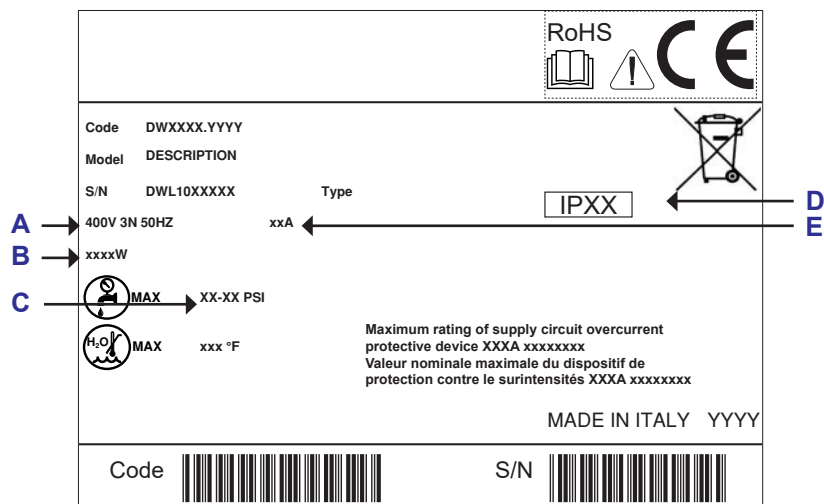 RoHS
CE
Code DWXXXX.YYYY
Model DESCRIPTION
S/N DWL10XXXXX Type
IPXX D
A 400V 3N 50HZ xxA E
B xxxxW
C MAX XX-XX PSI
H₂O MAX xxx °F
Maximum rating of supply circuit overcurrent
protective device XXXA xxxxxxxx
Valeur nominale maximale du dispositif de
protection contre le surintensités XXXA xxxxxxxx
MADE IN ITALY YYYY
Code S/N